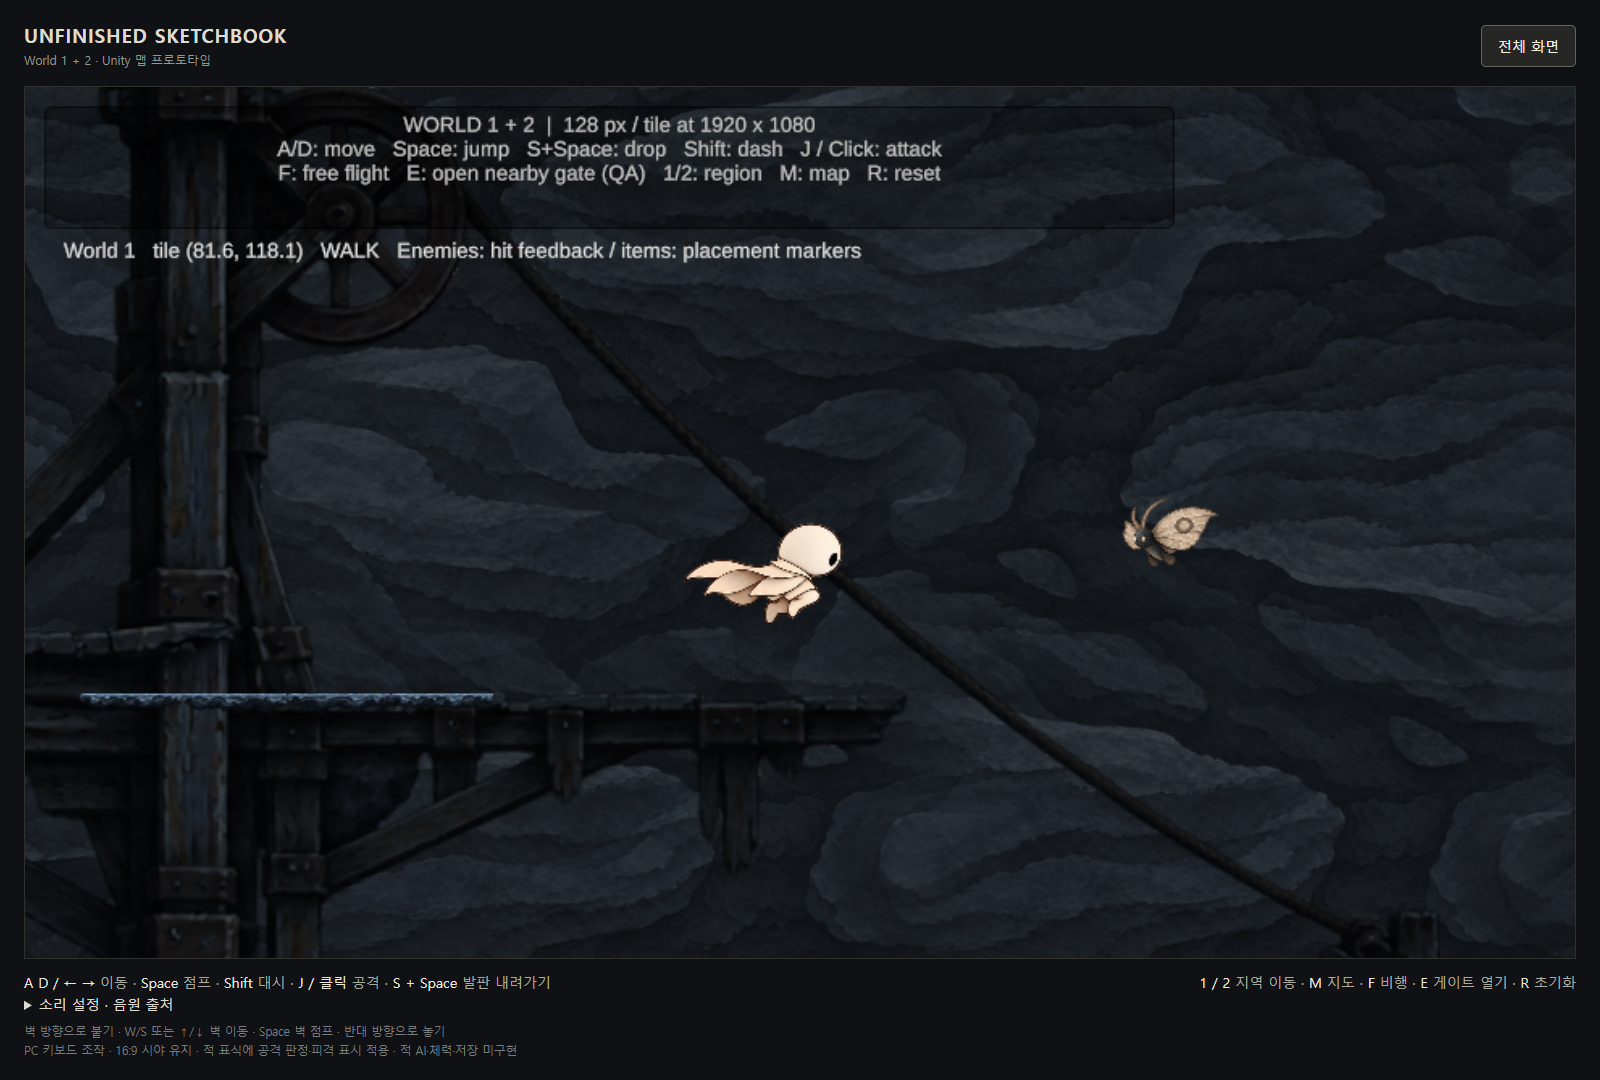 UNFINISHED SKETCHBOOK
World 1 + 2 · Unity 맵 프로토타입
전체 화면
WORLD 1 + 2 | 128 px / tile at 1920 x 1080
A/D: move Space: jump S+Space: drop Shift: dash J / Click: attack
F: free flight E: open nearby gate (QA) 1/2: region M: map R: reset
World 1 tile (81.6, 118.1) WALK Enemies: hit feedback / items: placement markers
A D / ← → 이동 · Space 점프 · Shift 대시 · J / 클릭 공격 · S + Space 발판 내려가기
1 / 2 지역 이동 · M 지도 · F 비행 · E 게이트 열기 · R 초기화
▶ 소리 설정 · 음원 출처
벽 방향으로 붙기 · W/S 또는 ↑/↓ 벽 이동 · Space 벽 점프 · 반대 방향으로 놓기
PC 키보드 조작 · 16:9 시야 유지 · 적 표식에 공격 판정·피격 표시 적용 · 적 AI·체력·저장 미구현